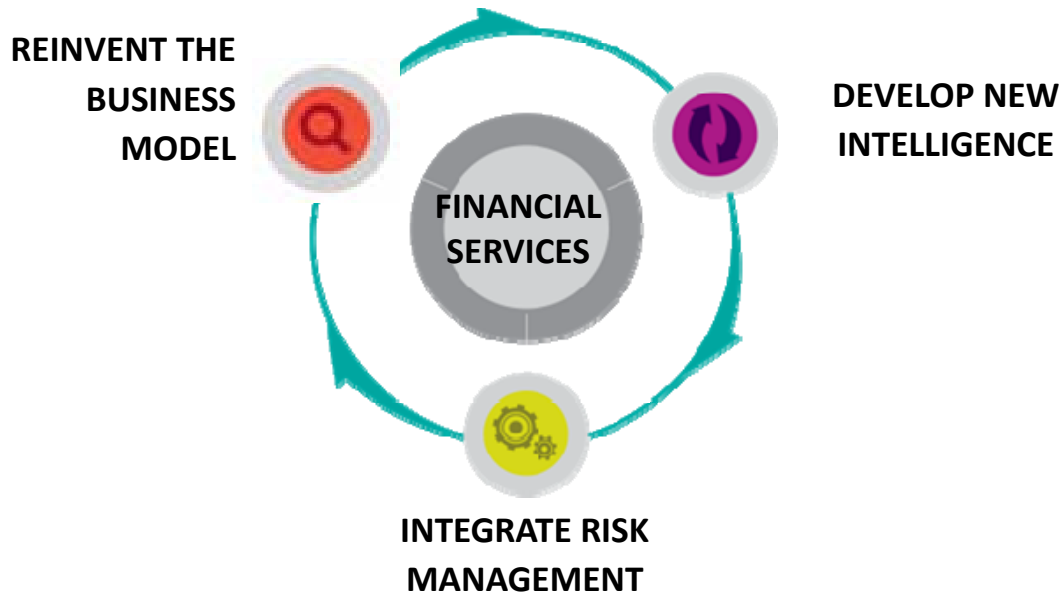 REINVENT THE
BUSINESS
MODEL
DEVELOP NEW
INTELLIGENCE
FINANCIAL
SERVICES
INTEGRATE RISK
MANAGEMENT